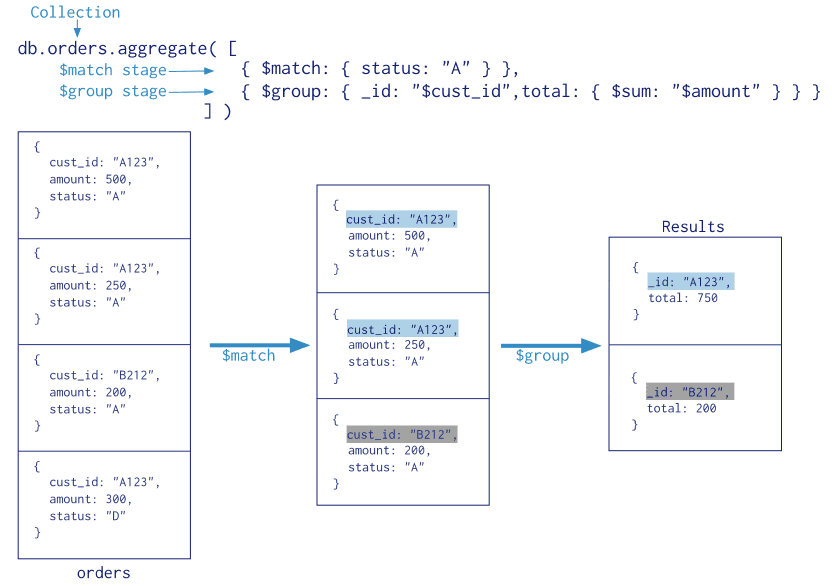 Collection
db.orders.aggregate( [
$match stage { $match: { status: "A" } },
$group stage { $group: { _id: "$cust_id",total: { $sum: "$amount" } } }
] )
{
cust_id: "A123",
amount: 500,
status: "A"
}
{
cust_id: "A123",
amount: 250,
status: "A"
}
{
cust_id: "B212",
amount: 200,
status: "A"
}
{
cust_id: "A123",
amount: 300,
status: "D"
}
orders
$match
{
cust_id: "A123",
amount: 500,
status: "A"
}
{
cust_id: "A123",
amount: 250,
status: "A"
}
{
cust_id: "B212",
amount: 200,
status: "A"
}
$group
Results
{
_id: "A123",
total: 750
}
{
_id: "B212",
total: 200
}